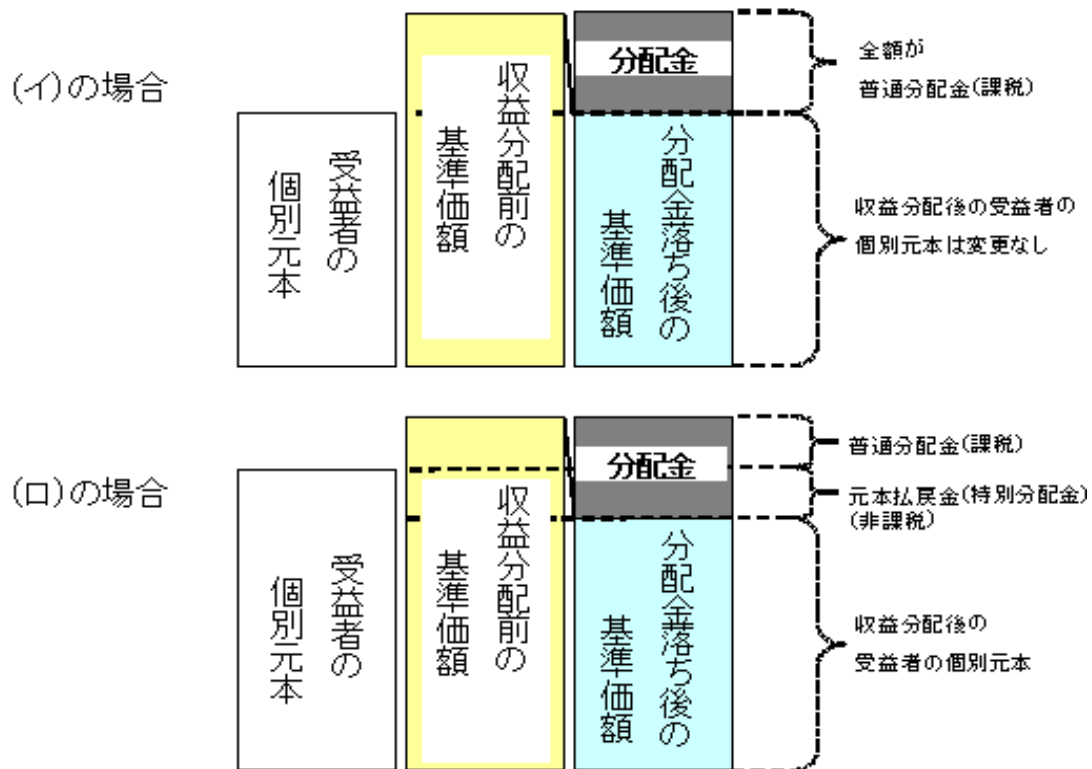 (イ)の場合
受益者の
個別元本
収益分配前の
基準価額
分配金
分配金落ち後の
基準価額
全額が
普通分配金(課税)
収益分配後の受益者の
個別元本は変更なし
(ロ)の場合
受益者の
個別元本
収益分配前の
基準価額
分配金
分配金落ち後の
基準価額
普通分配金(課税)
元本払戻金(特別分配金)
(非課税)
収益分配後の
受益者の個別元本